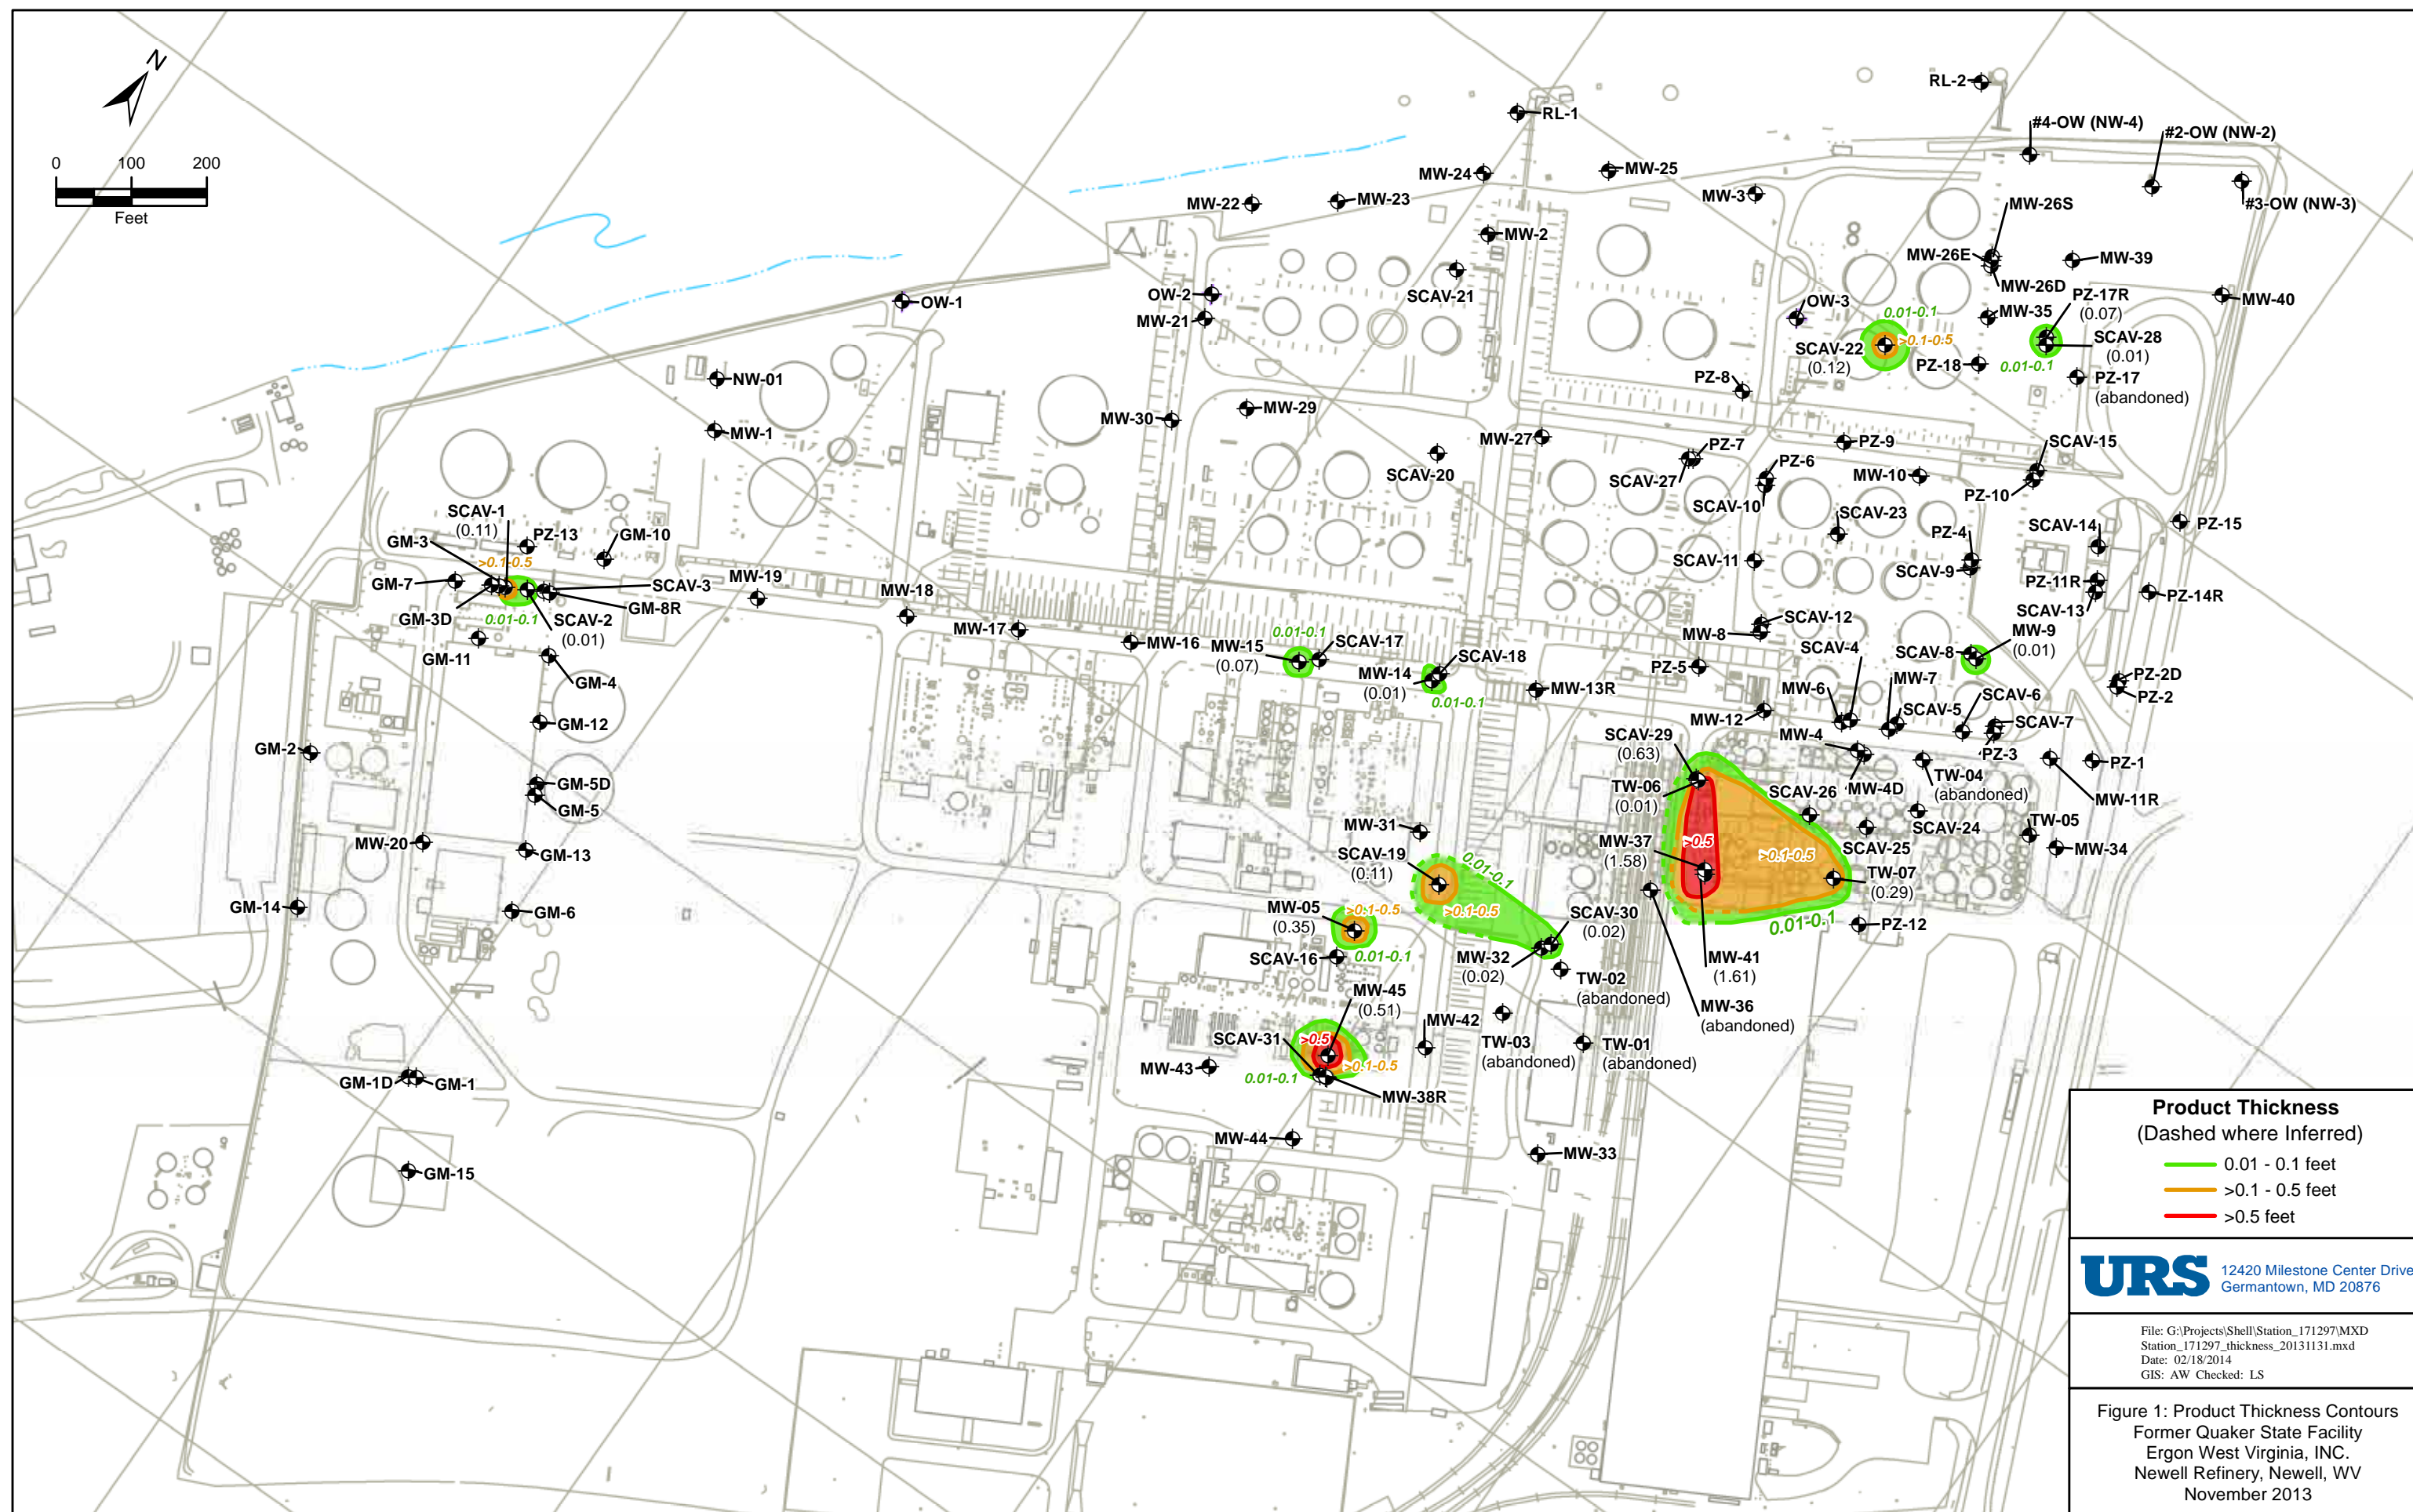 N
0 100 200
Feet
RL-2
RL-1
#4-OW (NW-4)
#2-OW (NW-2)
#3-OW (NW-3)
MW-24
MW-25
MW-3
MW-22
MW-23
MW-2
MW-26S
MW-26E
MW-26D
MW-39
MW-40
SCAV-21
OW-1
OW-2
MW-21
OW-3
0.01-0.1
>0.1-0.5
SCAV-22
(0.12)
MW-35
PZ-17R
(0.07)
SCAV-28
(0.01)
PZ-18
0.01-0.1
PZ-17
(abandoned)
NW-01
MW-1
MW-30
MW-29
PZ-8
MW-27
SCAV-20
PZ-7
SCAV-27
PZ-6
SCAV-10
PZ-9
MW-10
SCAV-15
PZ-10
SCAV-1
(0.11)
GM-3
PZ-13
GM-10
>0.1-0.5
GM-7
GM-3D
0.01-0.1
SCAV-2
(0.01)
SCAV-3
GM-8R
GM-11
GM-4
MW-19
MW-18
MW-17
MW-16
MW-15
(0.07)
0.01-0.1
SCAV-17
MW-14
(0.01)
SCAV-18
0.01-0.1
MW-13R
SCAV-23
SCAV-11
PZ-4
SCAV-9
SCAV-14
PZ-15
PZ-11R
SCAV-13
PZ-14R
SCAV-12
MW-8
PZ-5
SCAV-4
SCAV-8
MW-9
(0.01)
MW-12
MW-6
MW-7
SCAV-5
SCAV-6
SCAV-7
PZ-3
PZ-2D
PZ-2
GM-12
GM-2
GM-5D
GM-5
MW-20
GM-13
GM-14
GM-6
SCAV-29
(0.63)
TW-06
(0.01)
MW-4
MW-4D
TW-04
(abandoned)
PZ-1
MW-11R
SCAV-26
SCAV-24
SCAV-25
TW-05
MW-34
MW-31
SCAV-19
(0.11)
0.01-0.1
>0.1-0.5
MW-37
(1.58)
>0.5
>0.1-0.5
TW-07
(0.29)
0.01-0.1
PZ-12
MW-05
(0.35)
>0.1-0.5
0.01-0.1
SCAV-16
SCAV-30
(0.02)
MW-32
(0.02)
TW-02
(abandoned)
MW-41
(1.61)
MW-36
(abandoned)
MW-45
(0.51)
SCAV-31
>0.5
>0.1-0.5
0.01-0.1
MW-38R
MW-42
MW-43
TW-03
(abandoned)
TW-01
(abandoned)
GM-1D
GM-1
GM-15
MW-44
MW-33
Product Thickness
(Dashed where Inferred)
0.01 - 0.1 feet
>0.1 - 0.5 feet
>0.5 feet
URS
12420 Milestone Center Drive
Germantown, MD 20876
File: G:\Projects\Shell\Station_171297\MXD
Station_171297_thickness_20131131.mxd
Date: 02/18/2014
GIS: AW Checked: LS
Figure 1: Product Thickness Contours
Former Quaker State Facility
Ergon West Virginia, INC.
Newell Refinery, Newell, WV
November 2013